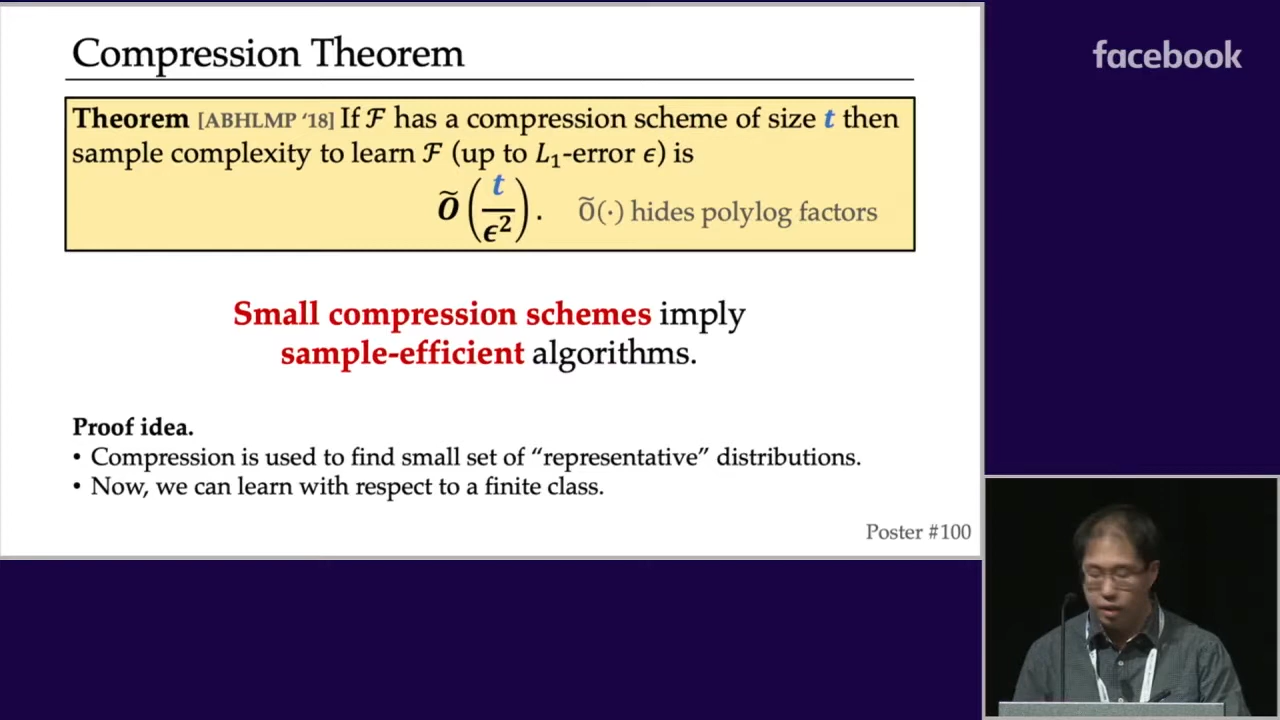 Compression Theorem
facebook
Theorem [ABHLMP ‘18] If ℱ has a compression scheme of size t then
sample complexity to learn ℱ (up to L₁-error ϵ) is
Õ(t/ϵ²). Õ(·) hides polylog factors
Small compression schemes imply
sample-efficient algorithms.
Proof idea.
• Compression is used to find small set of “representative” distributions.
• Now, we can learn with respect to a finite class.
Poster #100